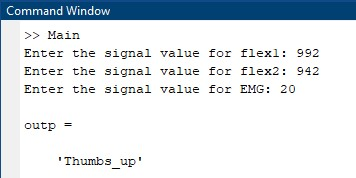 Command Window
>> Main
Enter the signal value for flex1: 992
Enter the signal value for flex2: 942
Enter the signal value for EMG: 20
outp =
'Thumbs_up'